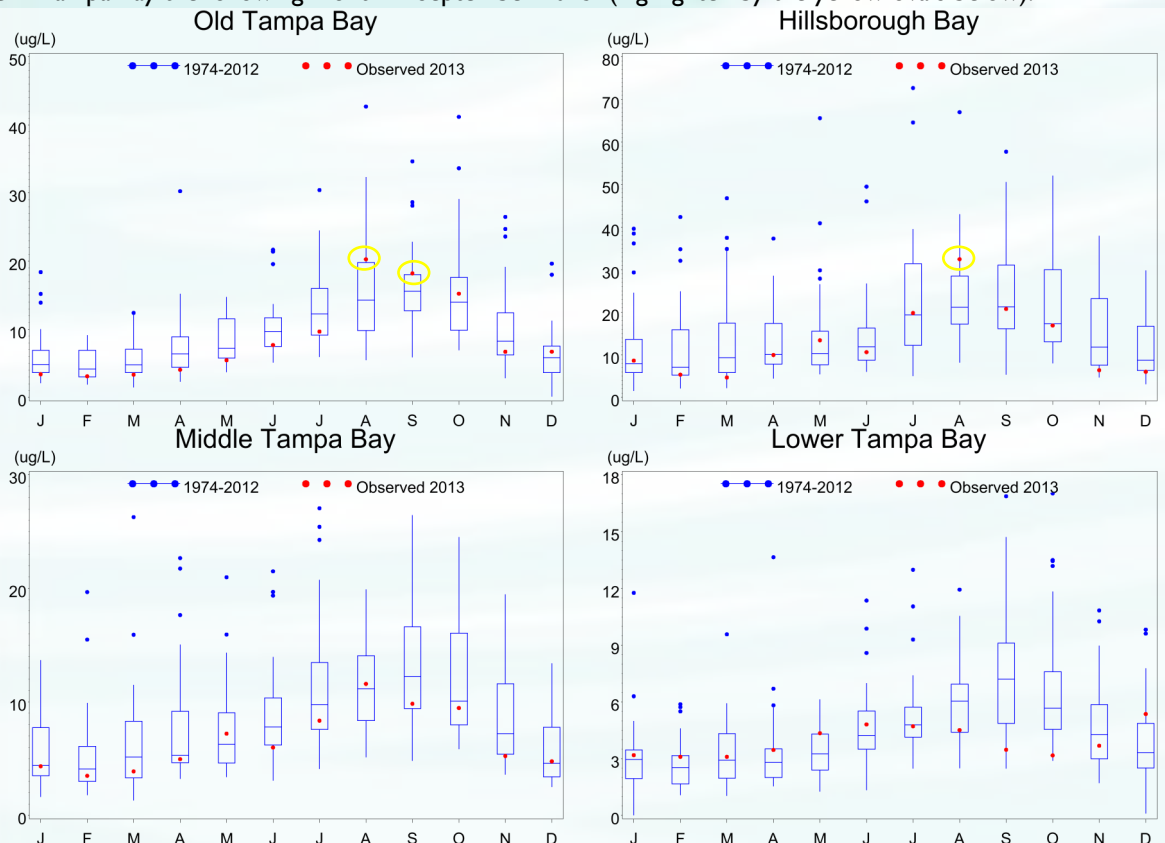 Old Tampa Bay
(ug/L)
1974-2012
Observed 2013
50
40
30
20
10
0
J F M A M J J A S O N D
Hillsborough Bay
(ug/L)
1974-2012
Observed 2013
80
70
60
50
40
30
20
10
0
J F M A M J J A S O N D
Middle Tampa Bay
(ug/L)
1974-2012
Observed 2013
30
20
10
0
J F M A M J J A S O N D
Lower Tampa Bay
(ug/L)
1974-2012
Observed 2013
18
15
12
9
6
3
0
J F M A M J J A S O N D